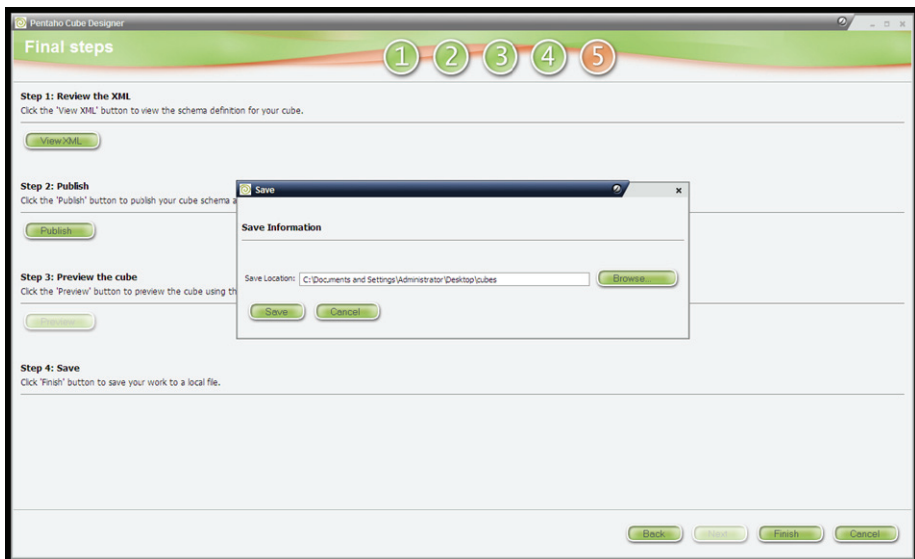 Pentaho Cube Designer
Final steps
1 2 3 4 5
Step 1: Review the XML
Click the 'View XML' button to view the schema definition for your cube.
View XML
Step 2: Publish
Click the 'Publish' button to publish your cube schema a
Publish
Step 3: Preview the cube
Click the 'Preview' button to preview the cube using th
Preview
Save
Save Information
Save Location: C:\Documents and Settings\Administrator\Desktop\cubes
Browse...
Save Cancel
Step 4: Save
Click 'Finish' button to save your work to a local file.
Back Next Finish Cancel